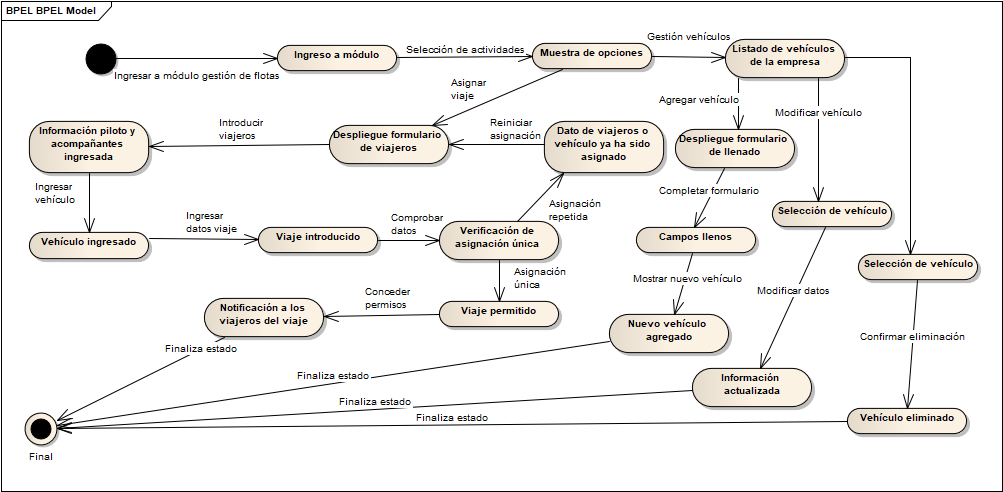 BPEL BPEL Model
Ingresar a módulo gestión de flotas
Ingreso a módulo
Selección de actividades
Muestra de opciones
Gestión vehículos
Listado de vehículos
de la empresa
Asignar
viaje
Agregar vehículo
Modificar vehículo
Información piloto y
acompañantes
ingresada
Introducir
viajeros
Despliegue formulario
de viajeros
Reiniciar
asignación
Dato de viajeros o
vehículo ya ha sido
asignado
Despliegue formulario
de llenado
Ingresar
vehículo
Completar formulario
Asignación
repetida
Selección de vehículo
Vehículo ingresado
Ingresar
datos viaje
Viaje introducido
Comprobar
datos
Verificación de
asignación única
Campos llenos
Selección de vehículo
Asignación
única
Mostrar nuevo vehículo
Modificar datos
Conceder
permisos
Notificación a los
viajeros del viaje
Viaje permitido
Nuevo vehículo
agregado
Confirmar eliminación
Finaliza estado
Finaliza estado
Información
actualizada
Finaliza estado
Finaliza estado
Vehículo eliminado
Final